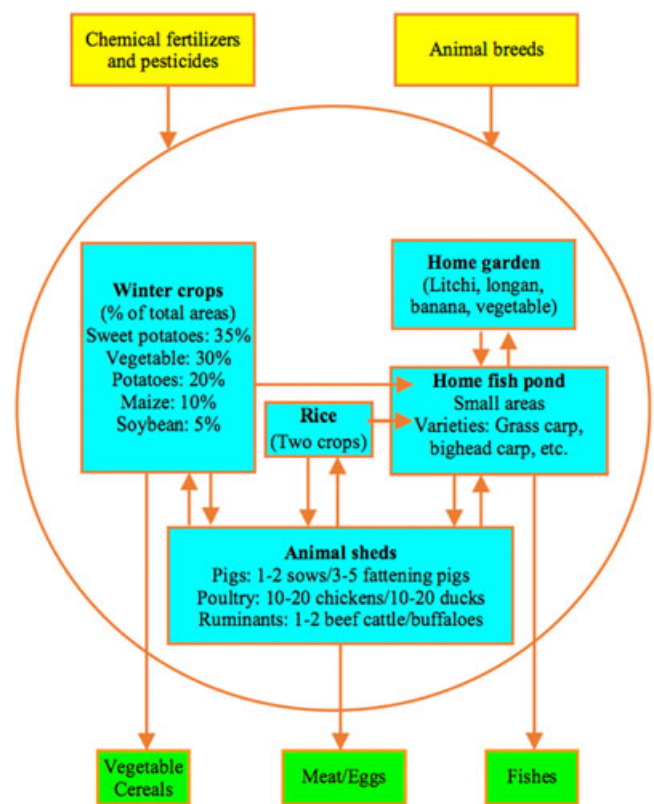 Chemical fertilizers
and pesticides
Animal breeds
Winter crops
(% of total areas)
Sweet potatoes: 35%
Vegetable: 30%
Potatoes: 20%
Maize: 10%
Soybean: 5%
Home garden
(Litchi, longan,
banana, vegetable)
Rice
(Two crops)
Home fish pond
Small areas
Varieties: Grass carp,
bighead carp, etc.
Animal sheds
Pigs: 1-2 sows/3-5 fattening pigs
Poultry: 10-20 chickens/10-20 ducks
Ruminants: 1-2 beef cattle/buffaloes
Vegetable
Cereals
Meat/Eggs
Fishes